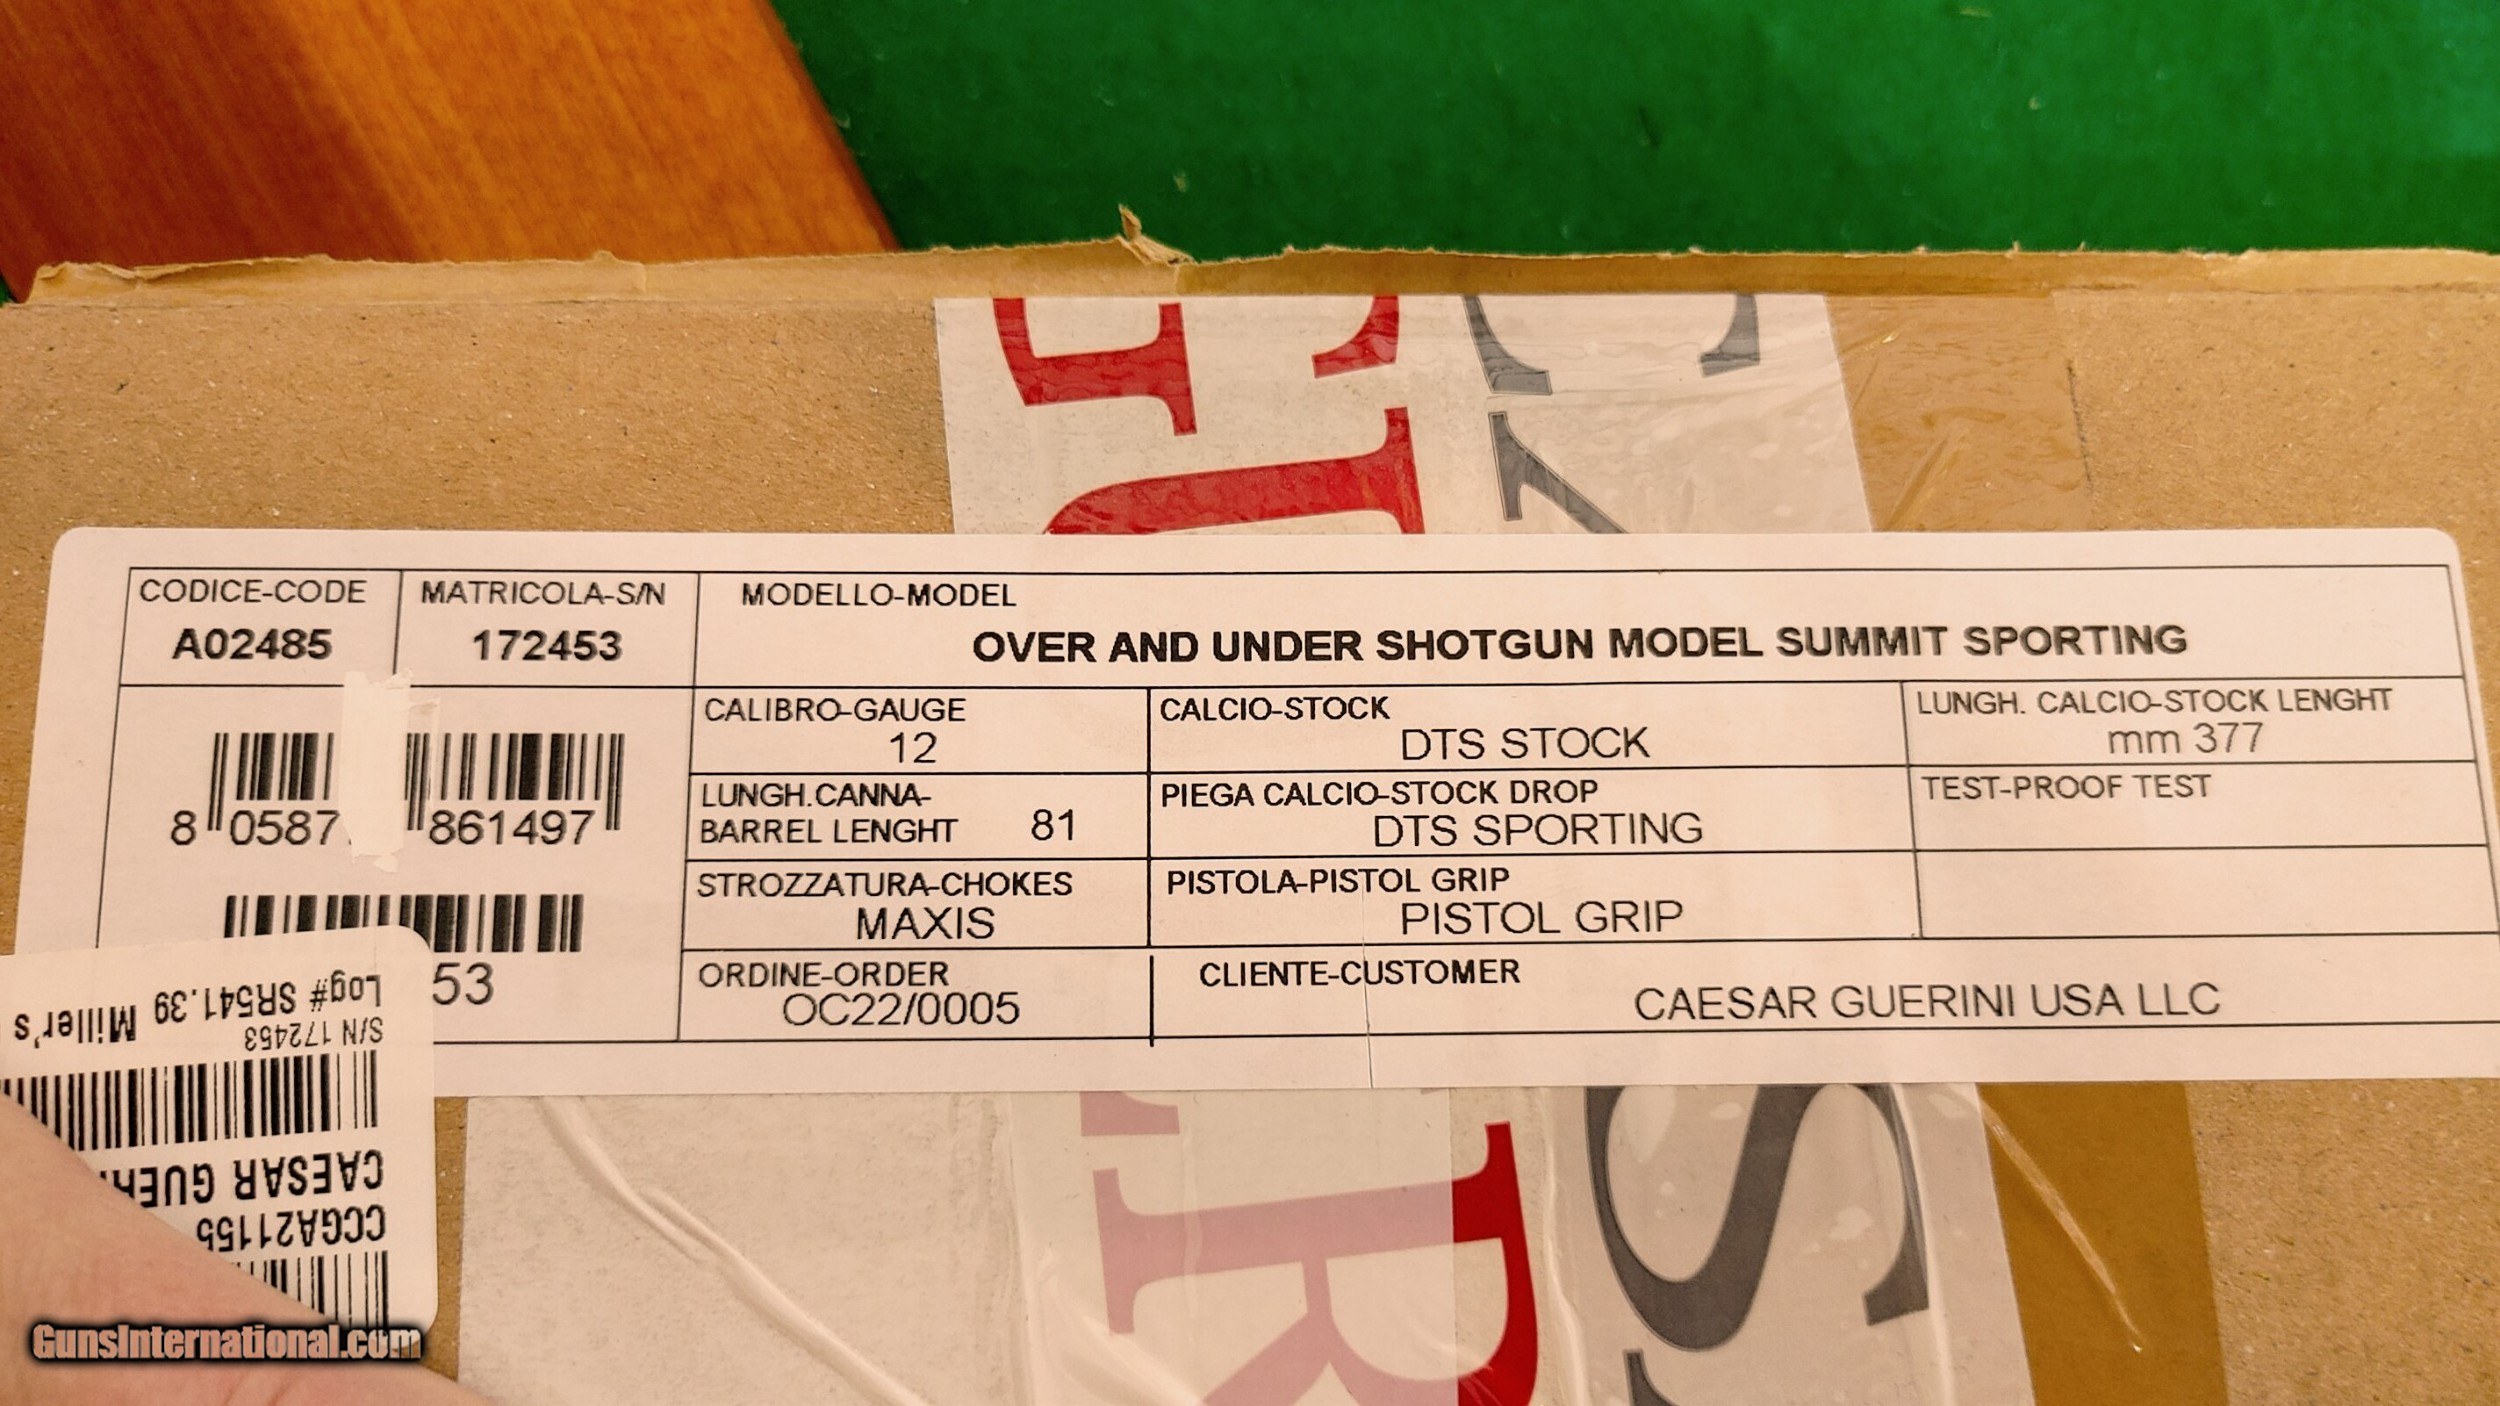 CODICE-CODE
A02485
MATRICOLA-S/N
172453
MODELLO-MODEL
OVER AND UNDER SHOTGUN MODEL SUMMIT SPORTING
8 0587
861497
53
CALIBRO-GAUGE
12
CALCIO-STOCK
DTS STOCK
LUNGH. CALCIO-STOCK LENGHT
mm 377
LUNGH.CANNA-
BARREL LENGHT 81
PIEGA CALCIO-STOCK DROP
DTS SPORTING
TEST-PROOF TEST
STROZZATURA-CHOKES
MAXIS
PISTOLA-PISTOL GRIP
PISTOL GRIP
ORDINE-ORDER
OC22/0005
CLIENTE-CUSTOMER
CAESAR GUERINI USA LLC
CCGA21155
CAESAR
S/N 172453
Log# SR541.39 Miller's
GunsInternational.com